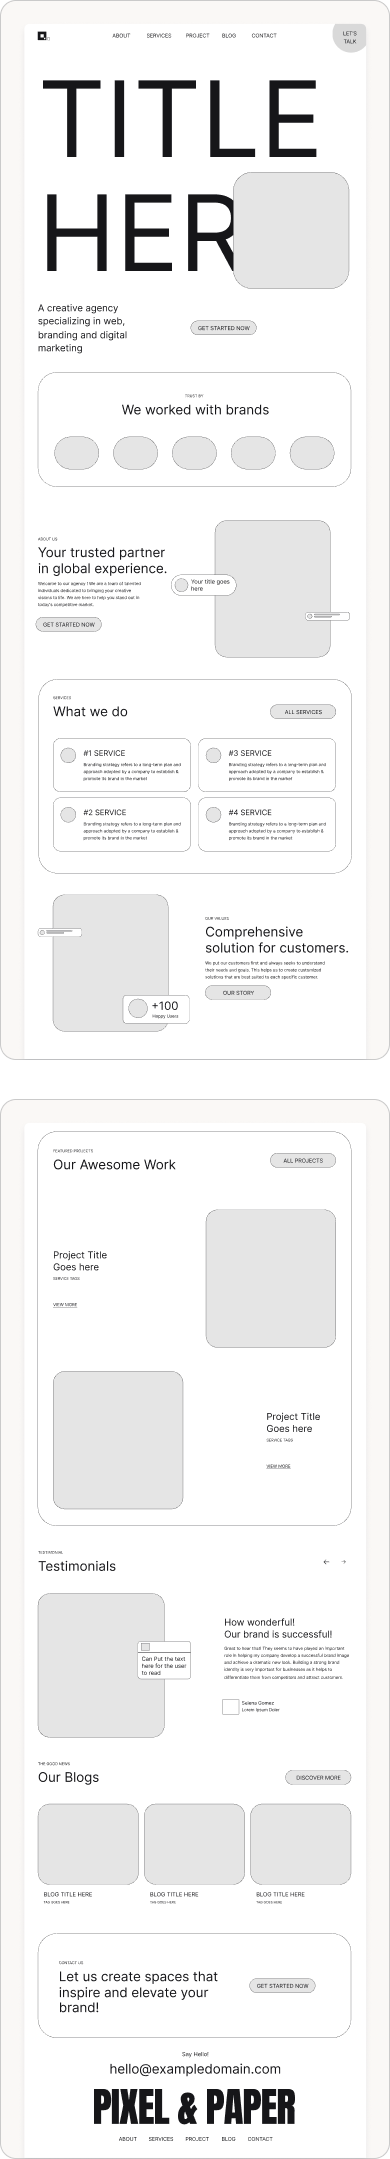 ABOUT SERVICES PROJECT BLOG CONTACT
LET'S
TALK
TITLE
HER
A creative agency
specializing in web,
branding and digital
marketing
GET STARTED NOW
TRUST BY
We worked with brands
ABOUT US
Your trusted partner
in global experience.
Welcome to our agency ! We are a team of talented
individuals dedicated to bringing your creative
visions to life. We are here to help you stand out in
today's competitive market.
GET STARTED NOW
Your title goes
here
SERVICES
What we do
ALL SERVICES
#1 SERVICE
Branding strategy refers to a long-term plan and
approach adopted by a company to establish &
promote its brand in the market
#3 SERVICE
Branding strategy refers to a long-term plan and
approach adopted by a company to establish &
promote its brand in the market
#2 SERVICE
Branding strategy refers to a long-term plan and
approach adopted by a company to establish &
promote its brand in the market
#4 SERVICE
Branding strategy refers to a long-term plan and
approach adopted by a company to establish &
promote its brand in the market
+100
Happy Users
OUR VALUES
Comprehensive
solution for customers.
We put our customers first and always seeks to understand
their needs and goals. This helps us to create customized
solutions that are best suited to each specific customer.
OUR STORY
FEATURED PROJECTS
Our Awesome Work
ALL PROJECTS
Project Title
Goes here
SERVICE TAGS
VIEW MORE
Project Title
Goes here
SERVICE TAGS
VIEW MORE
TESTIMONIAL
Testimonials
Can Put the text
here for the user
to read
How wonderful!
Our brand is successful!
Great to hear that! They seems to have played an important
role in helping my company develop a successful brand image
and achieve a dramatic new look. Building a strong brand
identity is very important for businesses as it helps to
differentiate them from competitors and attract customers.
Selena Gomez
Lorem Ipsum Dolor
THE GOOD NEWS
Our Blogs
DISCOVER MORE
BLOG TITLE HERE
TAG GOES HERE
BLOG TITLE HERE
TAG GOES HERE
BLOG TITLE HERE
TAG GOES HERE
CONTACT US
Let us create spaces that
inspire and elevate your
brand!
GET STARTED NOW
Say Hello!
hello@exampledomain.com
PIXEL & PAPER
ABOUT SERVICES PROJECT BLOG CONTACT